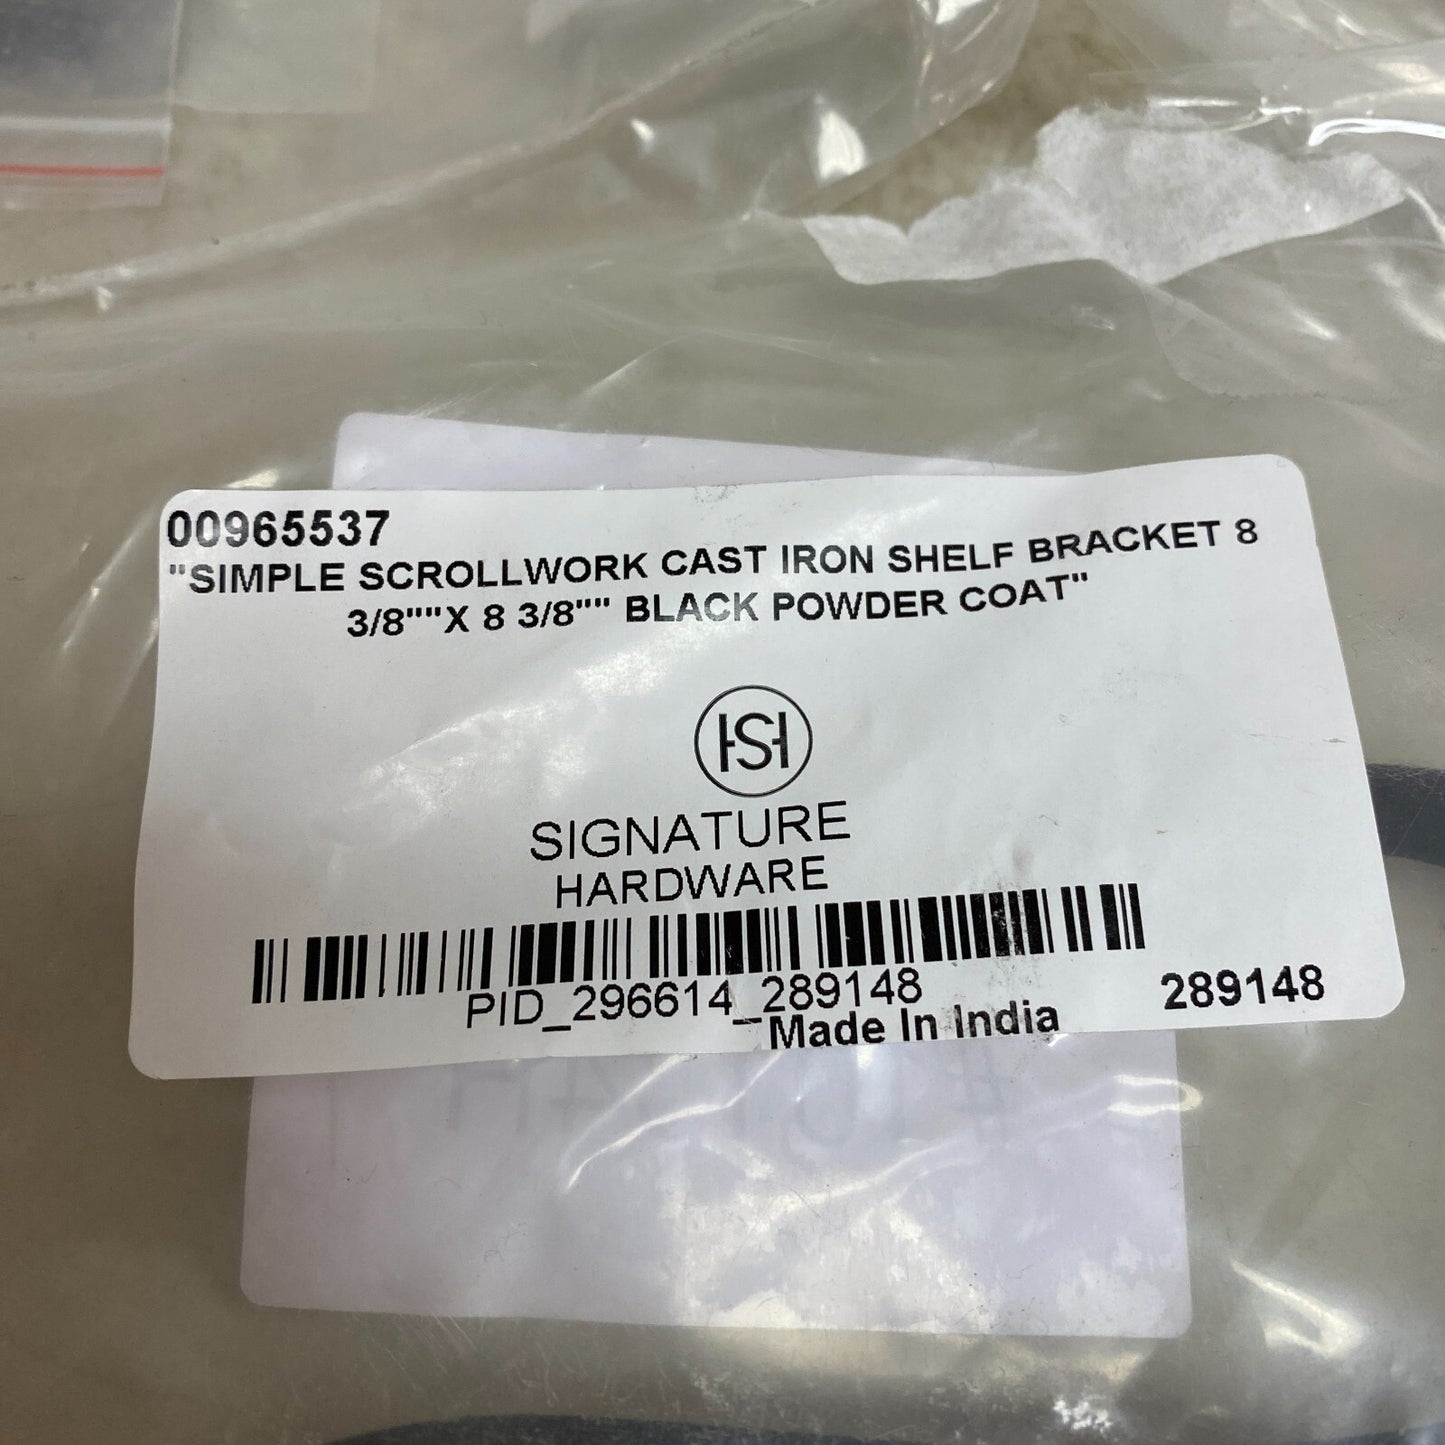 00965537
"SIMPLE SCROLLWORK CAST IRON SHELF BRACKET 8
3/8""X 8 3/8"" BLACK POWDER COAT"
HSH
SIGNATURE
HARDWARE
PID_296614_289148
289148
Made In India